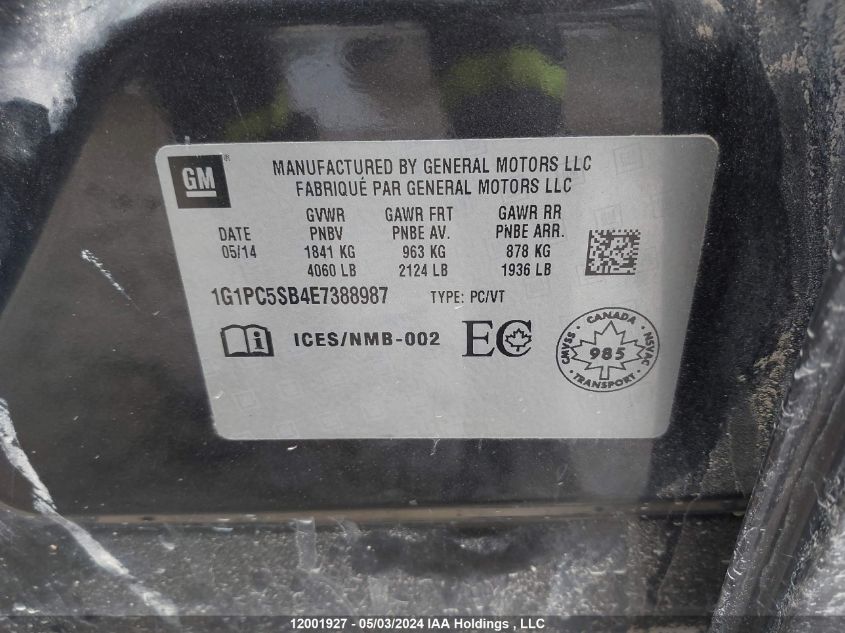 GM®
MANUFACTURED BY GENERAL MOTORS LLC
FABRIQUÉ PAR GENERAL MOTORS LLC
GVWR GAWR FRT GAWR RR
DATE PNBV PNBE AV. PNBE ARR.
05/14 1841 KG 963 KG 878 KG
4060 LB 2124 LB 1936 LB
1G1PC5SB4E7388987 TYPE: PC/VT
i ICES/NMB-002 EC
CANADA
CMVSS 985 NSVAC
TRANSPORT
12001927 - 05/03/2024 IAA Holdings , LLC